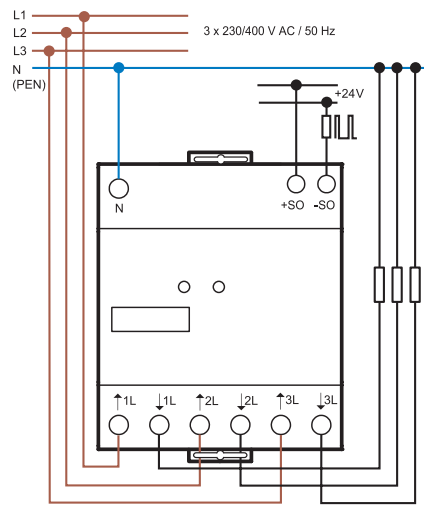 L1
L2
3 x 230/400 V AC / 50 Hz
L3
N
(PEN)
+24V
N
+SO
-SO
↑1L
↓1L
↑2L
↓2L
↑3L
↓3L